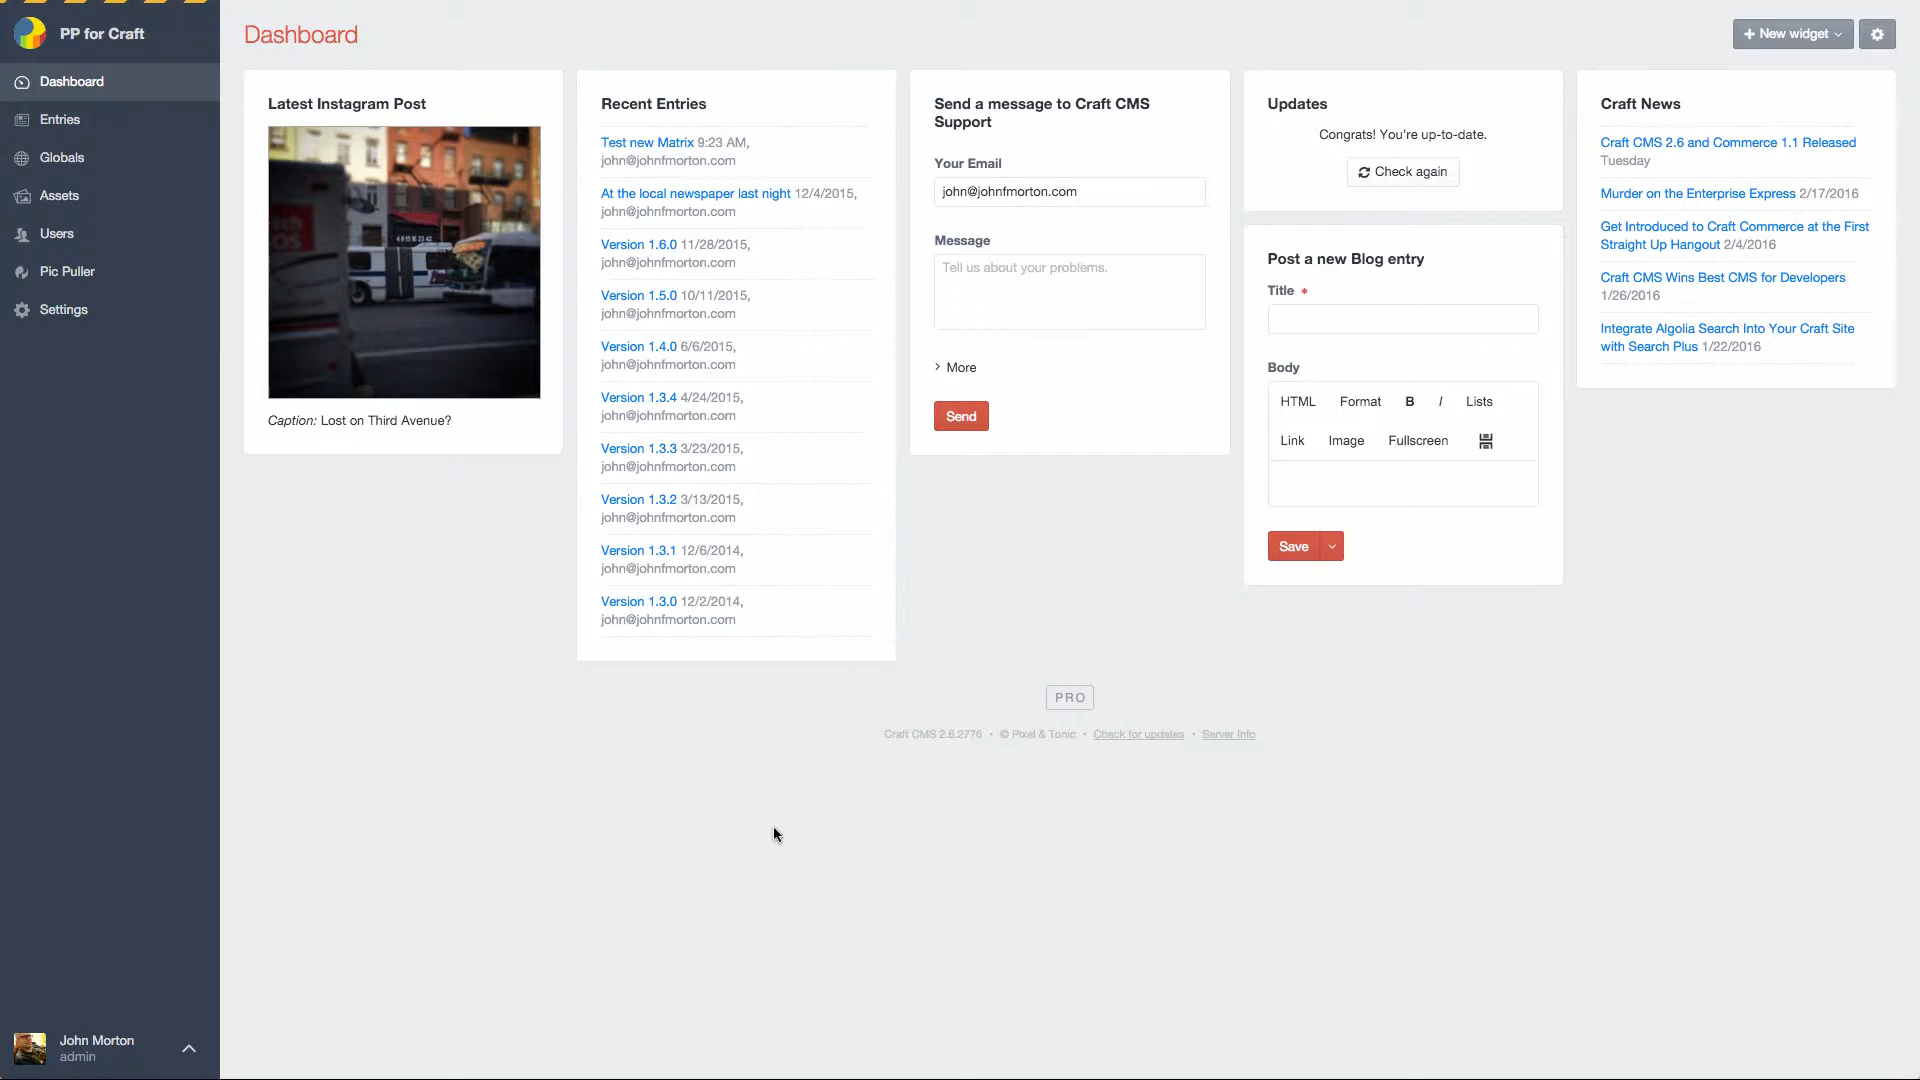 PP for Craft
Dashboard
Entries
Globals
Assets
Users
Pic Puller
Settings
John Morton
admin
Dashboard
New widget
Latest Instagram Post
Caption: Lost on Third Avenue?
Recent Entries
Test new Matrix 9:23 AM,
john@johnfmorton.com
At the local newspaper last night 12/4/2015,
john@johnfmorton.com
Version 1.6.0 11/28/2015,
john@johnfmorton.com
Version 1.5.0 10/11/2015,
john@johnfmorton.com
Version 1.4.0 6/6/2015,
john@johnfmorton.com
Version 1.3.4 4/24/2015,
john@johnfmorton.com
Version 1.3.3 3/23/2015,
john@johnfmorton.com
Version 1.3.2 3/13/2015,
john@johnfmorton.com
Version 1.3.1 12/6/2014,
john@johnfmorton.com
Version 1.3.0 12/2/2014,
john@johnfmorton.com
Send a message to Craft CMS
Support
Your Email
john@johnfmorton.com
Message
Tell us about your problems.
More
Send
Updates
Congrats! You're up-to-date.
Check again
Post a new Blog entry
Title *
Body
HTML Format B I Lists
Link Image Fullscreen
Save
Craft News
Craft CMS 2.6 and Commerce 1.1 Released
Tuesday
Murder on the Enterprise Express 2/17/2016
Get Introduced to Craft Commerce at the First
Straight Up Hangout 2/4/2016
Craft CMS Wins Best CMS for Developers
1/26/2016
Integrate Algolia Search Into Your Craft Site
with Search Plus 1/22/2016
PRO
Craft CMS 2.6.2776 • © Pixel & Tonic • Check for updates • Server Info